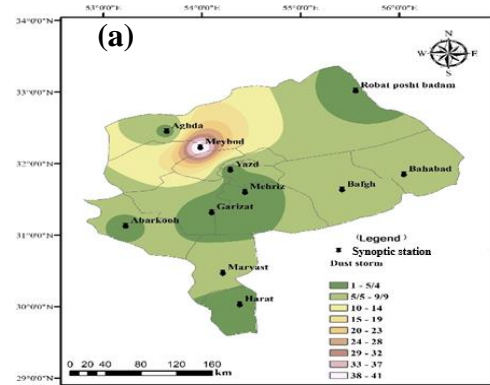 (a)
53°0'0"E 54°0'0"E 55°0'0"E 56°0'0"E
34°0'0"N
33°0'0"N
32°0'0"N
31°0'0"N
30°0'0"N
29°0'0"N
N
W E
S
Robat posht badam
Aghda
Meybod
Yazd
Mehriz
Bafgh
Bahabad
Garizat
Abarkooh
Marvast
Harat
(Legend)
Synoptic station
Dust storm
1 - 5/4
5/5 - 9/9
10 - 14
15 - 19
20 - 23
24 - 28
29 - 32
33 - 37
38 - 41
0 20 40 80 120 160
km